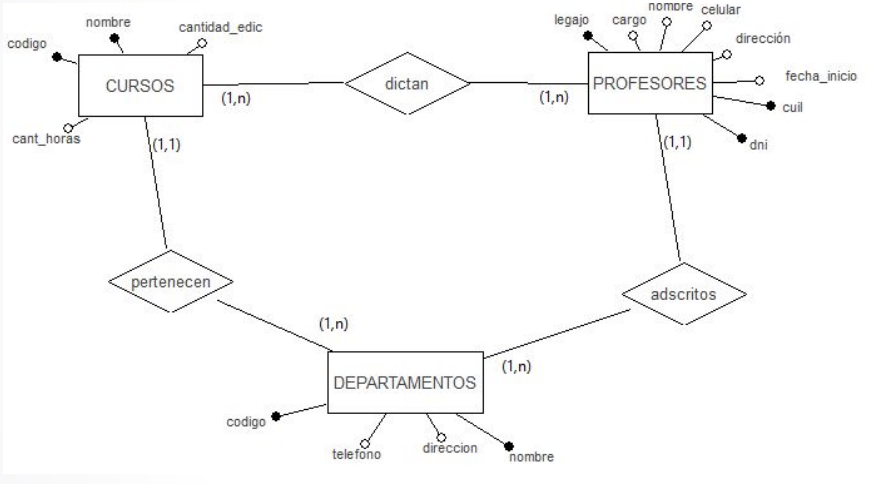 nombre
cantidad_edic
codigo
CURSOS
cant_horas
(1,n)
dictan
(1,n)
legajo
cargo
nombre
celular
dirección
fecha_inicio
cuil
dni
PROFESORES
(1,1)
(1,1)
pertenecen
adscritos
(1,n)
(1,n)
DEPARTAMENTOS
codigo
telefono
direccion
nombre